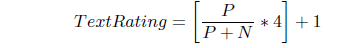 TextRating = [ P / (P + N) * 4 ] + 1